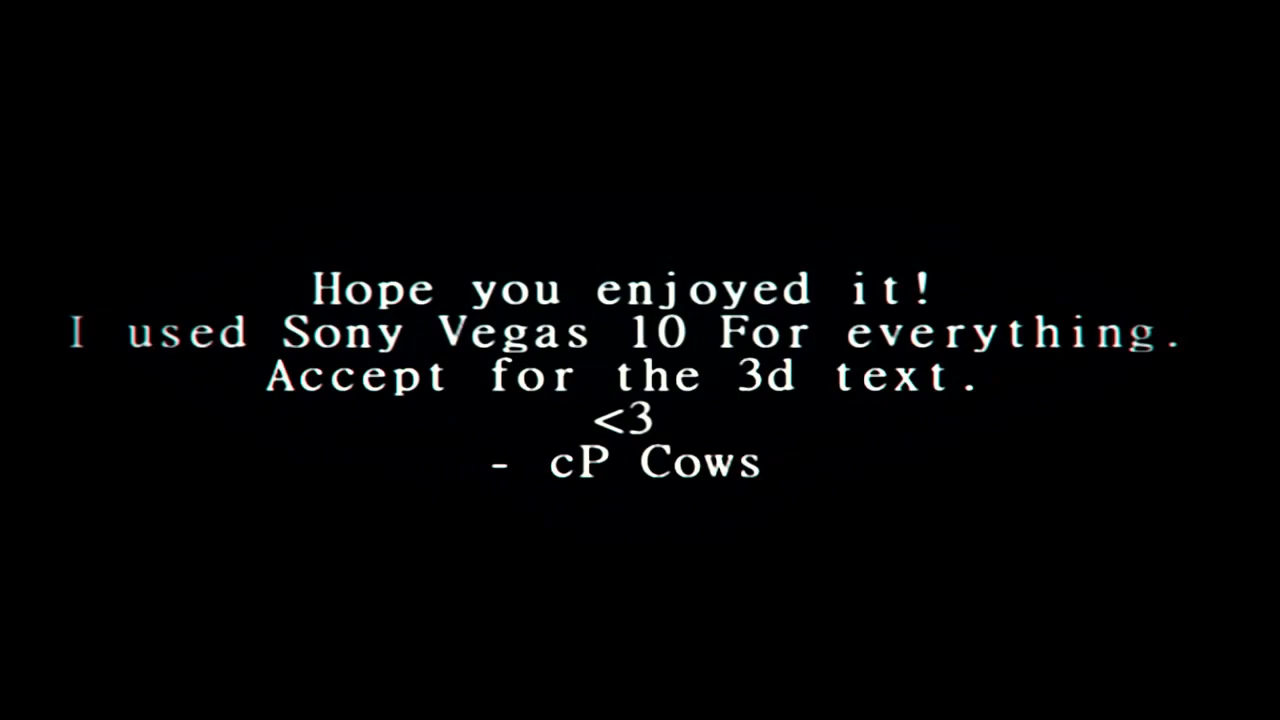 Hope you enjoyed it!
I used Sony Vegas 10 For everything.
Accept for the 3d text.
<3
- cP Cows